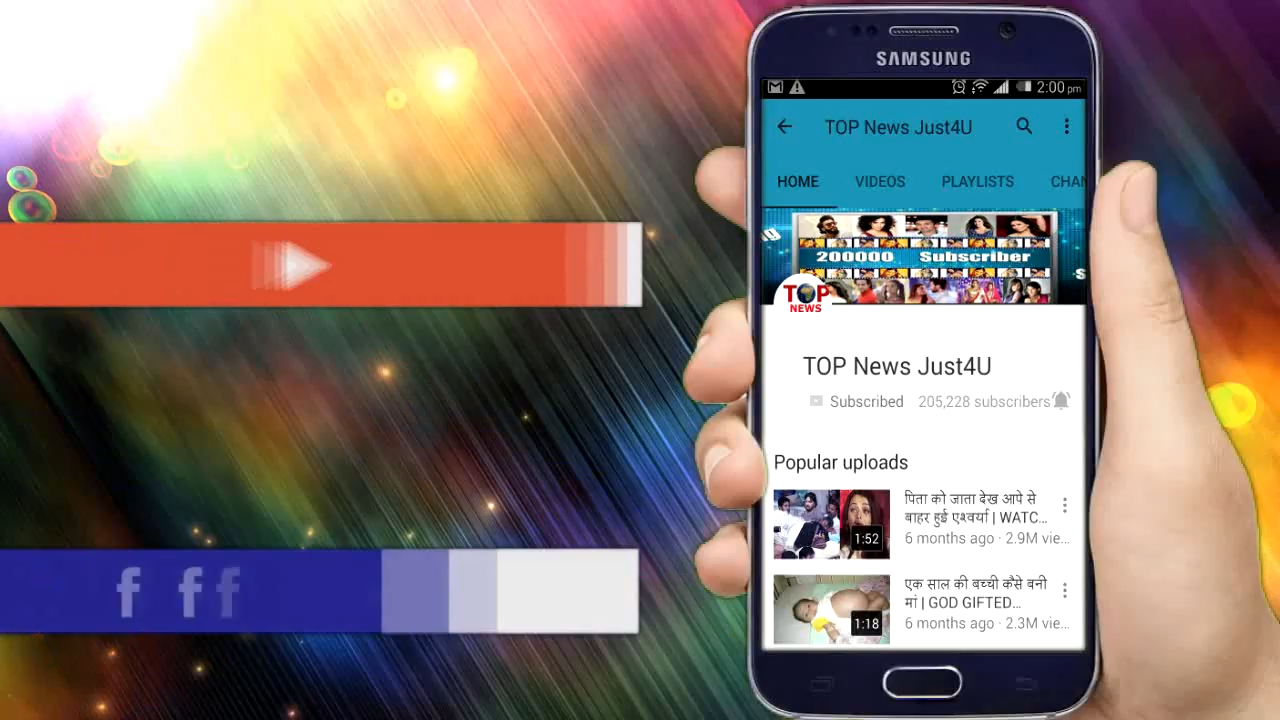 SAMSUNG
2:00 pm
TOP News Just4U
HOME VIDEOS PLAYLISTS CHAN
200000 Subscriber
TOP
NEWS
TOP News Just4U
Subscribed 205,228 subscribers
Popular uploads
पिता को जाता देख आपे से
बाहर हुई एश्वर्या | WATC...
1:52
6 months ago · 2.9M vie...
एक साल की बच्ची कैसे बनी
मां | GOD GIFTED...
1:18
6 months ago · 2.3M vie...
f f f